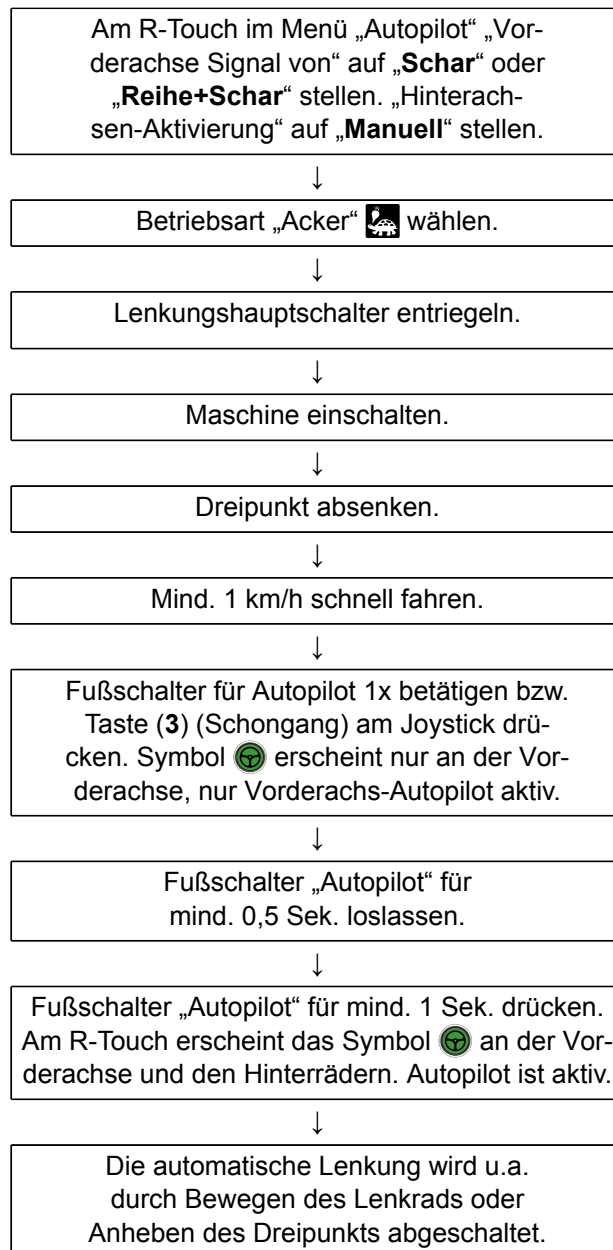 Am R-Touch im Menü „Autopilot“ „Vor-
derachse Signal von“ auf „Schar“ oder
„Reihe+Schar“ stellen. „Hinterach-
sen-Aktivierung“ auf „Manuell“ stellen.
↓
Betriebsart „Acker“ wählen.
↓
Lenkungshauptschalter entriegeln.
↓
Maschine einschalten.
↓
Dreipunkt absenken.
↓
Mind. 1 km/h schnell fahren.
↓
Fußschalter für Autopilot 1x betätigen bzw.
Taste (3) (Schongang) am Joystick drü-
cken. Symbol erscheint nur an der Vor-
derachse, nur Vorderachs-Autopilot aktiv.
↓
Fußschalter „Autopilot“ für
mind. 0,5 Sek. loslassen.
↓
Fußschalter „Autopilot“ für mind. 1 Sek. drücken.
Am R-Touch erscheint das Symbol an der Vor-
derachse und den Hinterrädern. Autopilot ist aktiv.
↓
Die automatische Lenkung wird u.a.
durch Bewegen des Lenkrads oder
Anheben des Dreipunkts abgeschaltet.